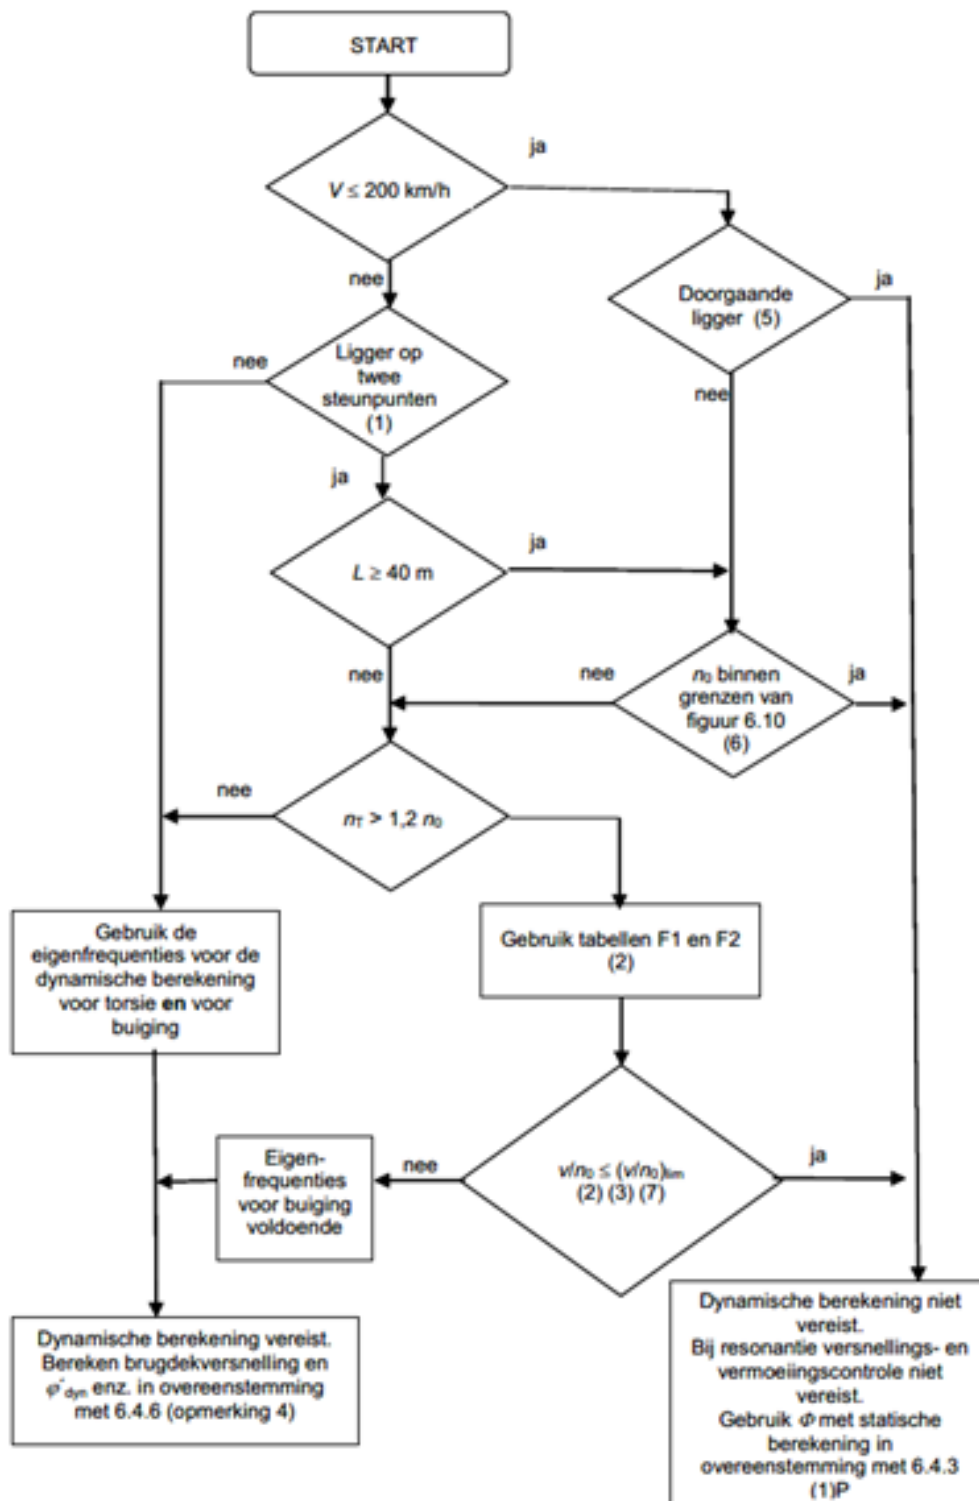 START
ja
V ≤ 200 km/h
nee
ja
Doorgaande
ligger (5)
nee
Ligger op
twee
steunpunten
(1)
nee
ja
ja
L ≥ 40 m
nee
nee
n₀ binnen
grenzen van
figuur 6.10
(6)
ja
nee
n_T > 1,2 n₀
Gebruik de
eigenfrequenties voor de
dynamische berekening
voor torsie en voor
buiging
Gebruik tabellen F1 en F2
(2)
Eigen-
frequenties
voor buiging
voldoende
nee
v/n₀ ≤ (v/n₀)lim
(2) (3) (7)
ja
Dynamische berekening vereist.
Bereken brugdekversnelling en
φ'dyn enz. in overeenstemming
met 6.4.6 (opmerking 4)
Dynamische berekening niet
vereist.
Bij resonantie versnellings- en
vermoeiingscontrole niet
vereist.
Gebruik Φ met statische
berekening in
overeenstemming met 6.4.3
(1)P